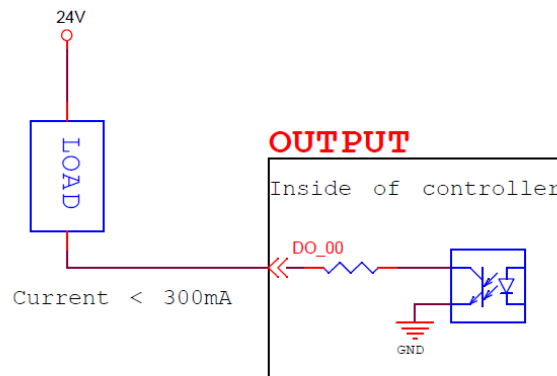 24V
LOAD
OUTPUT
Inside of controller
DO_00
Current < 300mA
GND